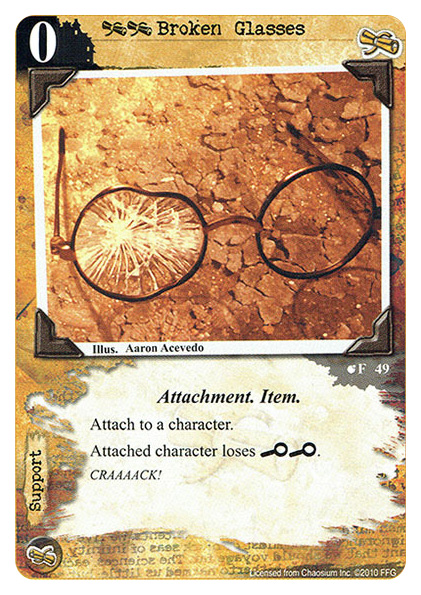 0
Broken Glasses
Illus. Aaron Acevedo
F 49
Attachment. Item.
Attach to a character.
Attached character loses .
CRAAAACK!
Support
Licensed from Chaosium Inc. ©2010 FFG